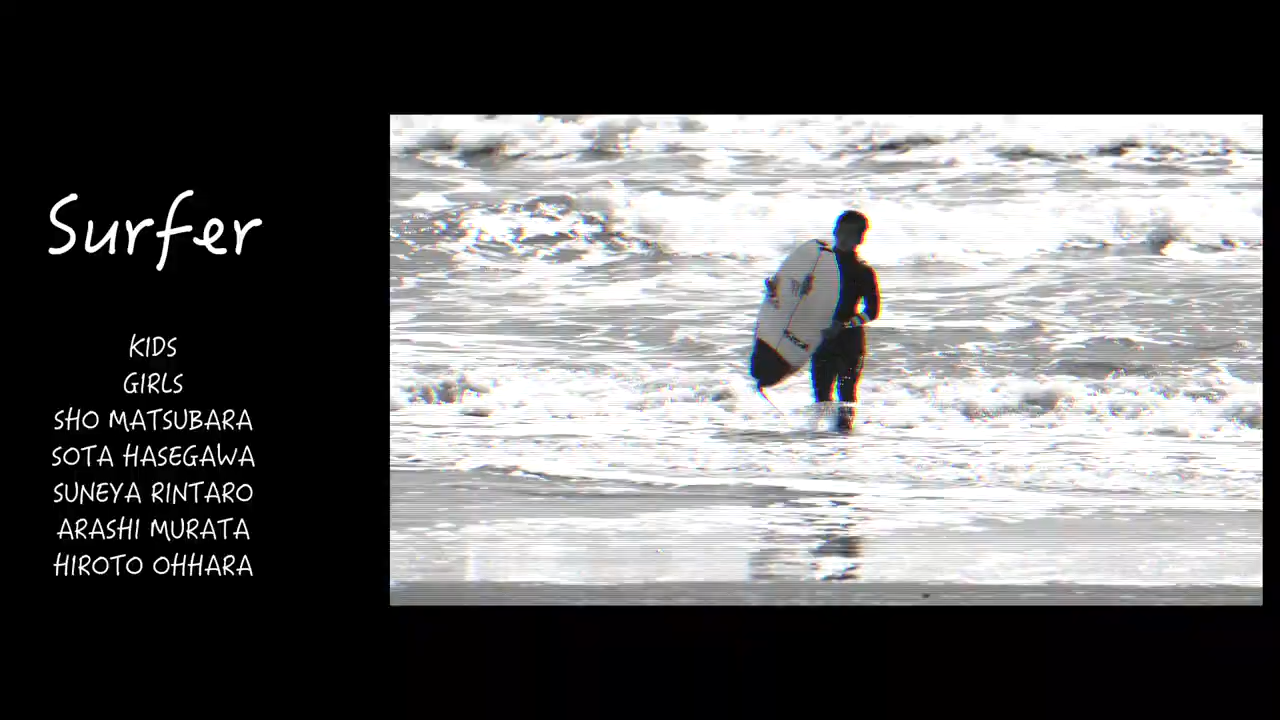 Surfer
KIDS
GIRLS
SHO MATSUBARA
SOTA HASEGAWA
SUNEYA RINTARO
ARASHI MURATA
HIROTO OHHARA